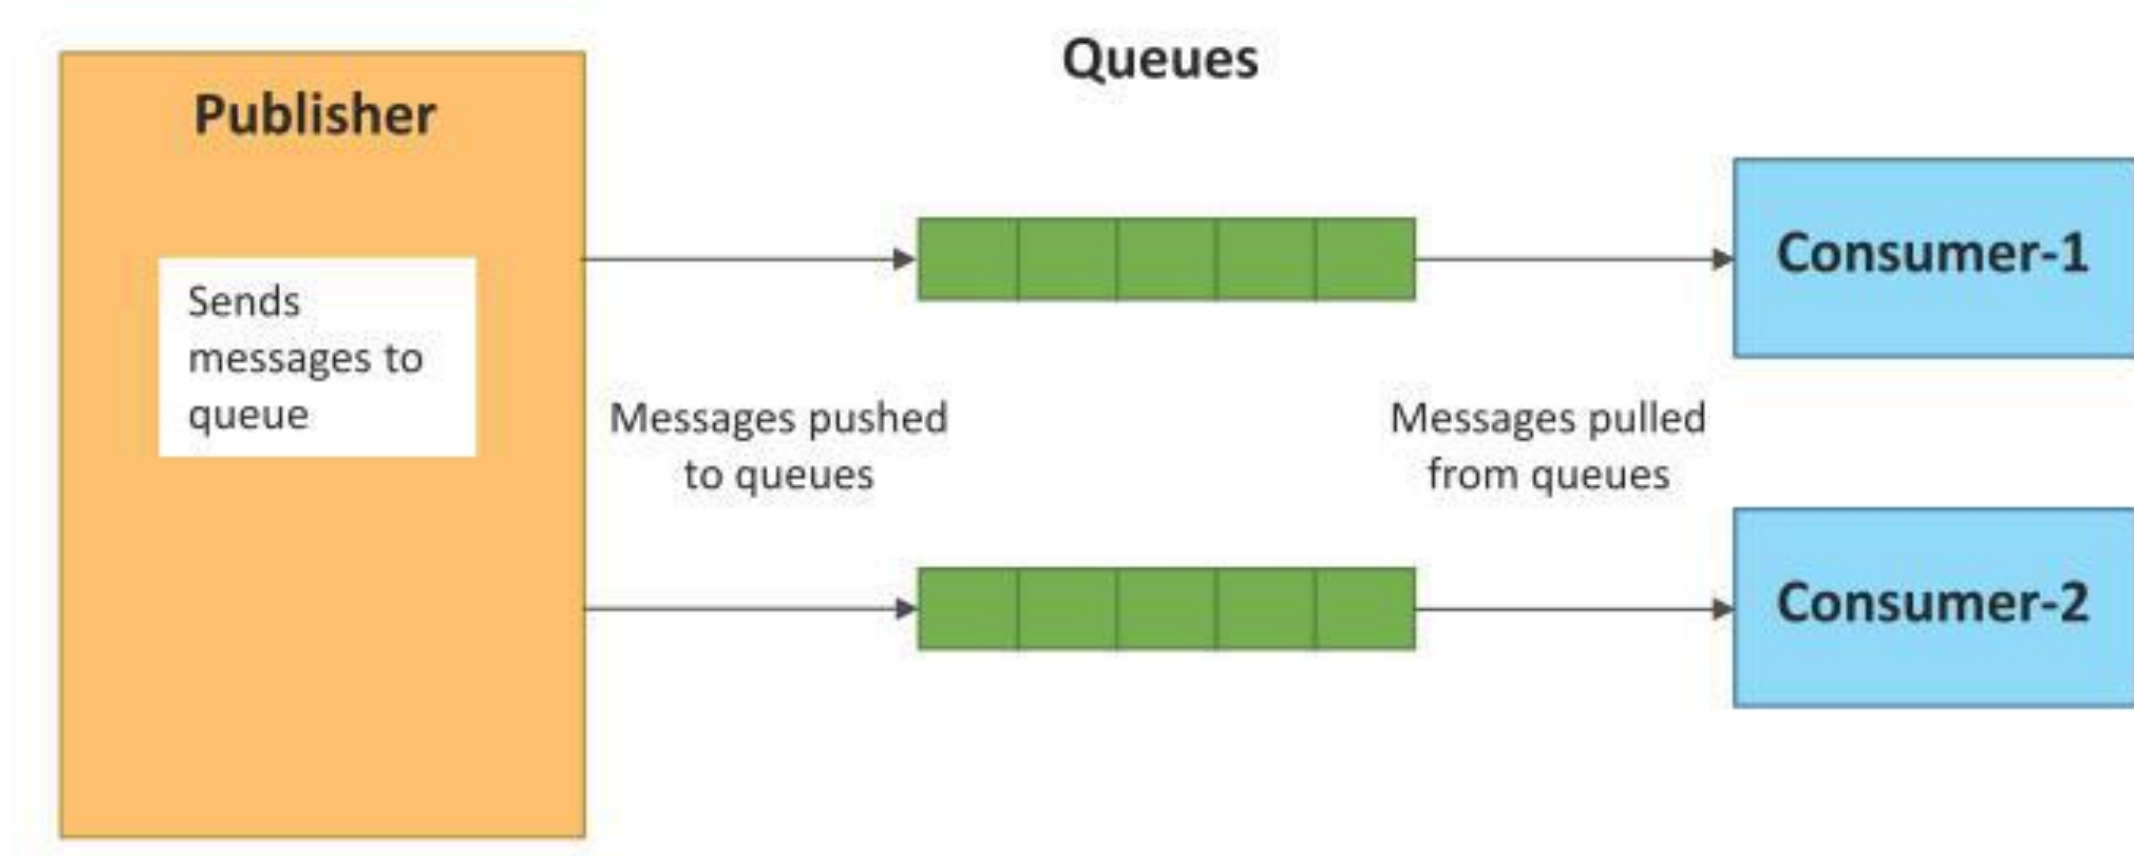 Queues
Publisher
Sends
messages to
queue
Messages pushed
to queues
Messages pulled
from queues
Consumer-1
Consumer-2